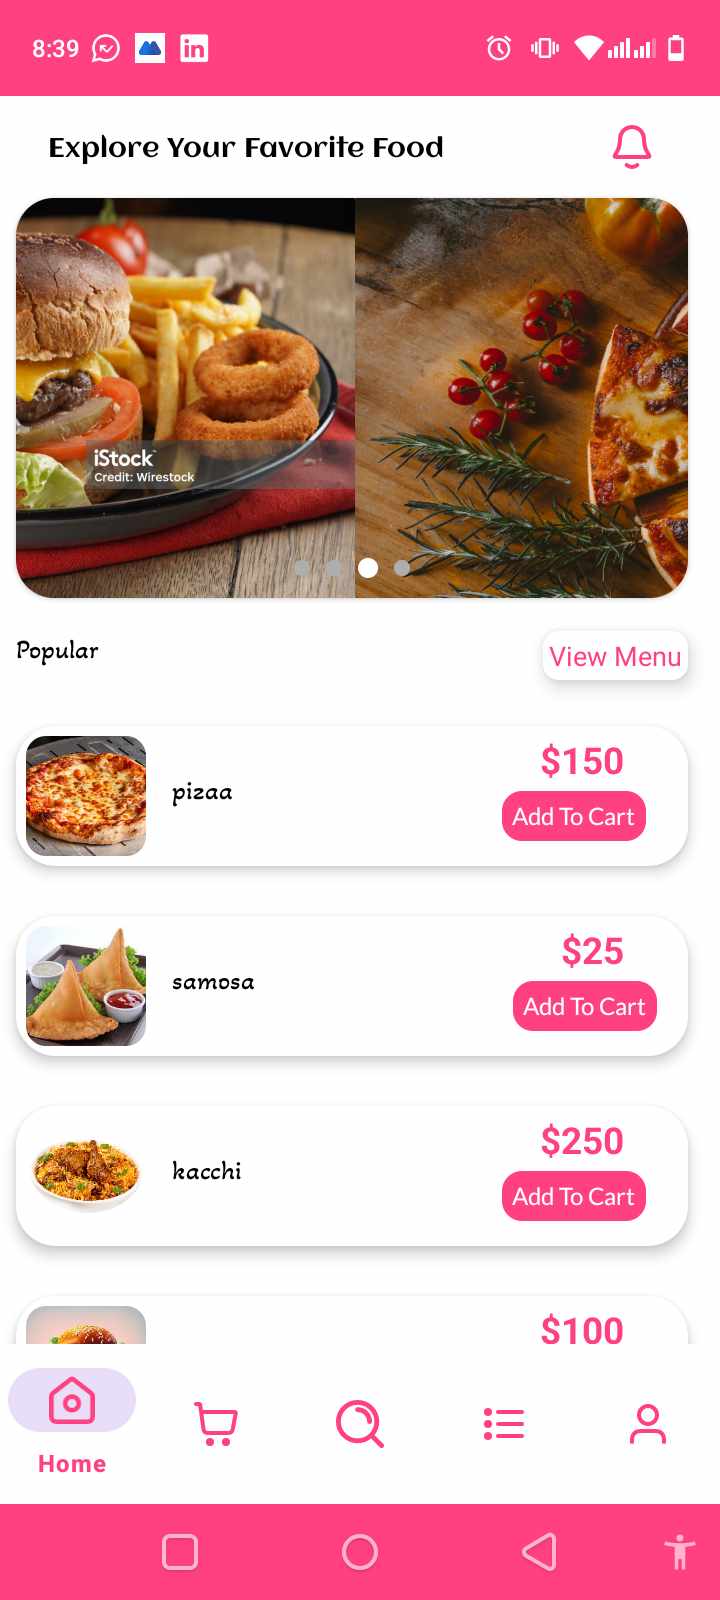 8:39
Explore Your Favorite Food
iStock
Credit: Wirestock
Popular
View Menu
$150
pizaa
Add To Cart
$25
samosa
Add To Cart
$250
kacchi
Add To Cart
$100
Home